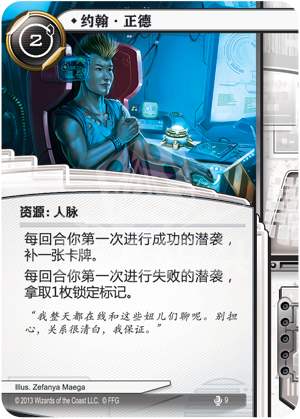 ◆约翰·正德
2
资源: 人脉
每回合你第一次进行成功的潜袭，
补一张卡牌。
每回合你第一次进行失败的潜袭，
拿取1枚锁定标记。
“我整天都在线和这些妞儿们聊呢。别担
心，关系很清白，我保证。”
Illus. Zefanya Maega
© 2013 Wizards of the Coast LLC. © FFG
9